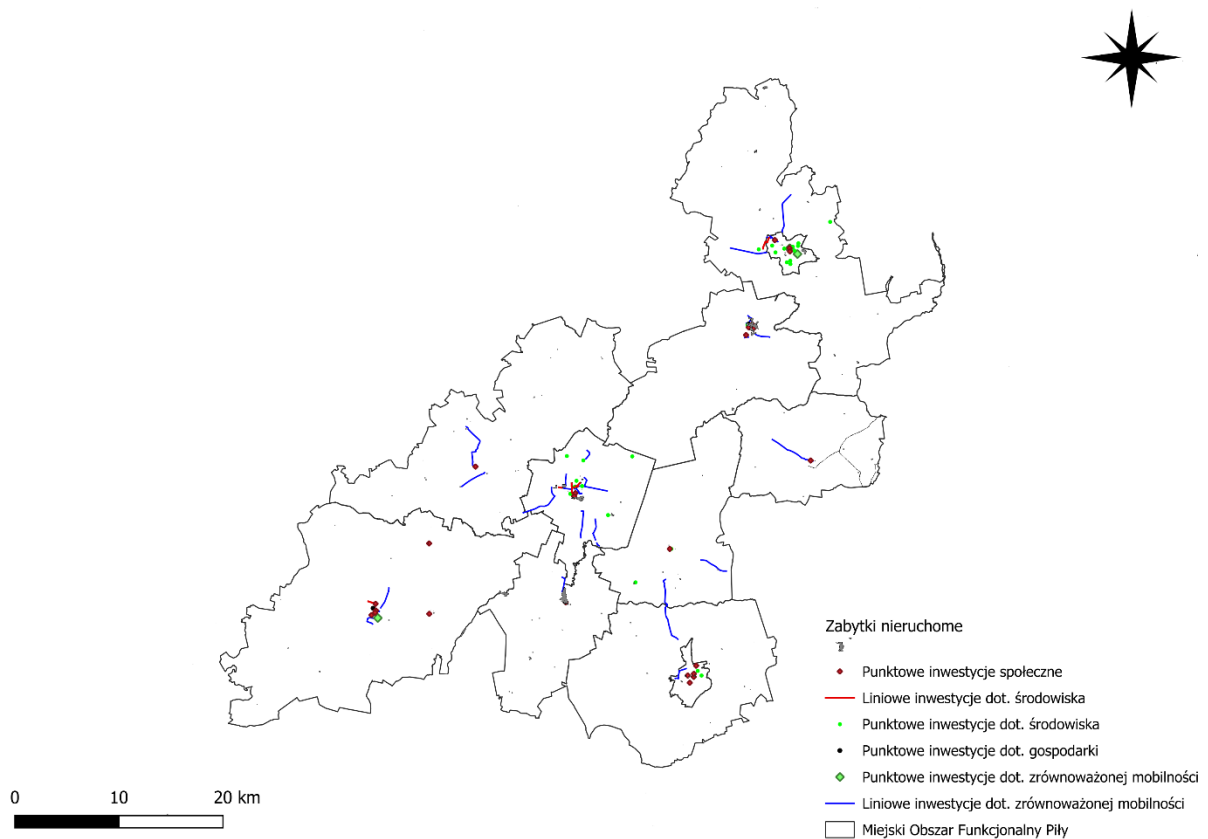 Zabytki nieruchome
Punktowe inwestycje społeczne
Liniowe inwestycje dot. środowiska
Punktowe inwestycje dot. środowiska
Punktowe inwestycje dot. gospodarki
Punktowe inwestycje dot. zrównoważonej mobilności
Liniowe inwestycje dot. zrównoważonej mobilności
Miejski Obszar Funkcjonalny Piły
0 10 20 km